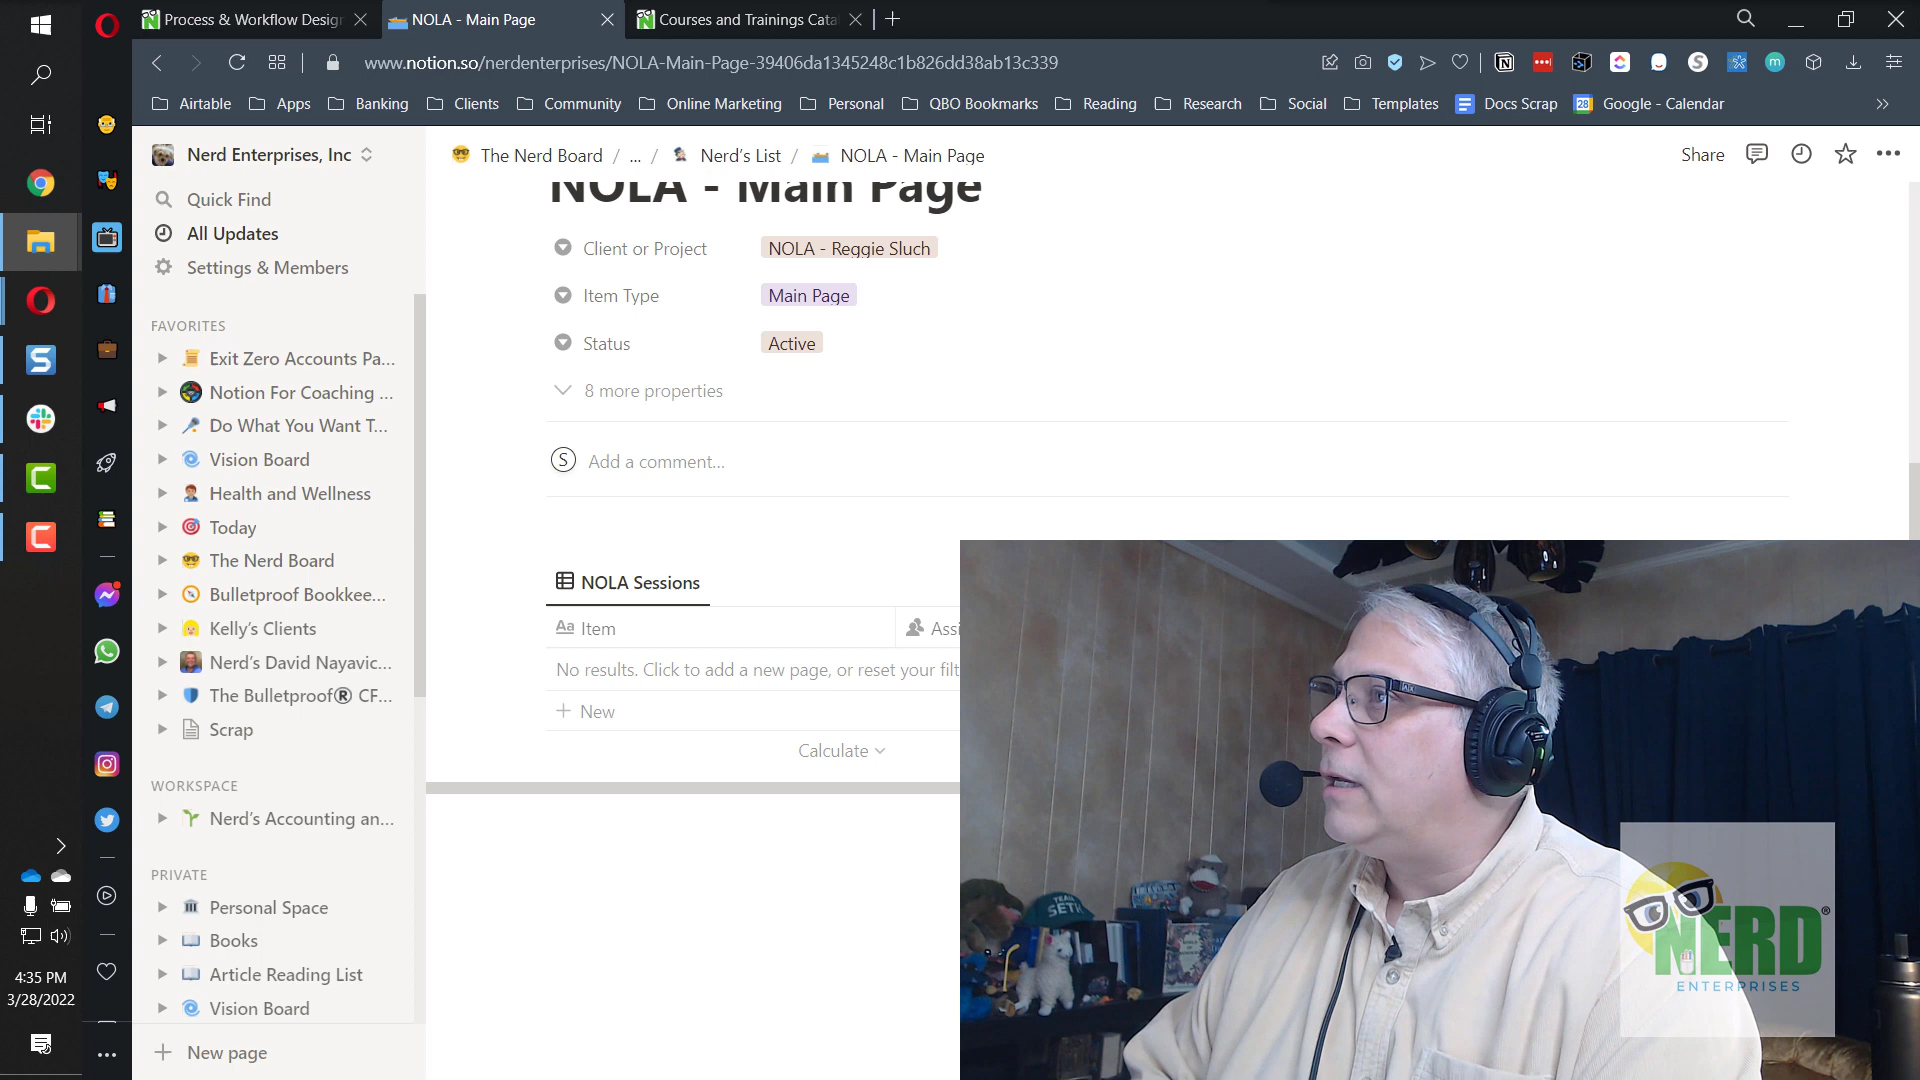 Process & Workflow Design
NOLA - Main Page
Courses and Trainings Cata
www.notion.so/nerdenterprises/NOLA-Main-Page-39406da1345248c1b826dd38ab13c339
Airtable
Apps
Banking
Clients
Community
Online Marketing
Personal
QBO Bookmarks
Reading
Research
Social
Templates
Docs Scrap
28
Google - Calendar
Nerd Enterprises, Inc
The Nerd Board / ... / Nerd's List / NOLA - Main Page
Share
Quick Find
All Updates
Settings & Members
FAVORITES
Exit Zero Accounts Pa...
Notion For Coaching ...
Do What You Want T...
Vision Board
Health and Wellness
Today
The Nerd Board
Bulletproof Bookkee...
Kelly's Clients
Nerd's David Nayavic...
The Bulletproof® CF...
Scrap
WORKSPACE
Nerd's Accounting an...
PRIVATE
Personal Space
Books
Article Reading List
Vision Board
New page
NOLA - Main Page
Client or Project
NOLA - Reggie Sluch
Item Type
Main Page
Status
Active
8 more properties
S
Add a comment...
NOLA Sessions
Aa Item
Assi
No results. Click to add a new page, or reset your filt
New
Calculate
4:35 PM
3/28/2022
TEAM
SETH
NERD®
ENTERPRISES